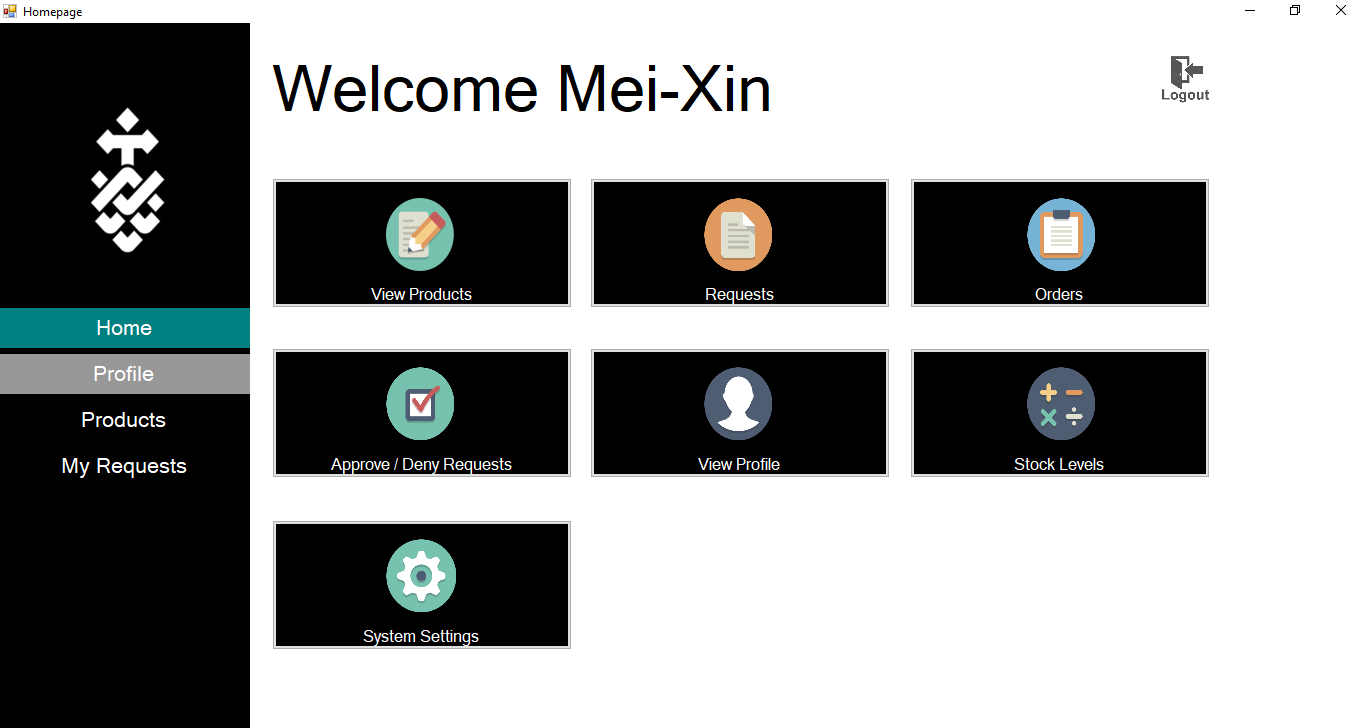 Homepage
Welcome Mei-Xin
Logout
Home
Profile
Products
My Requests
View Products
Requests
Orders
Approve / Deny Requests
View Profile
Stock Levels
System Settings